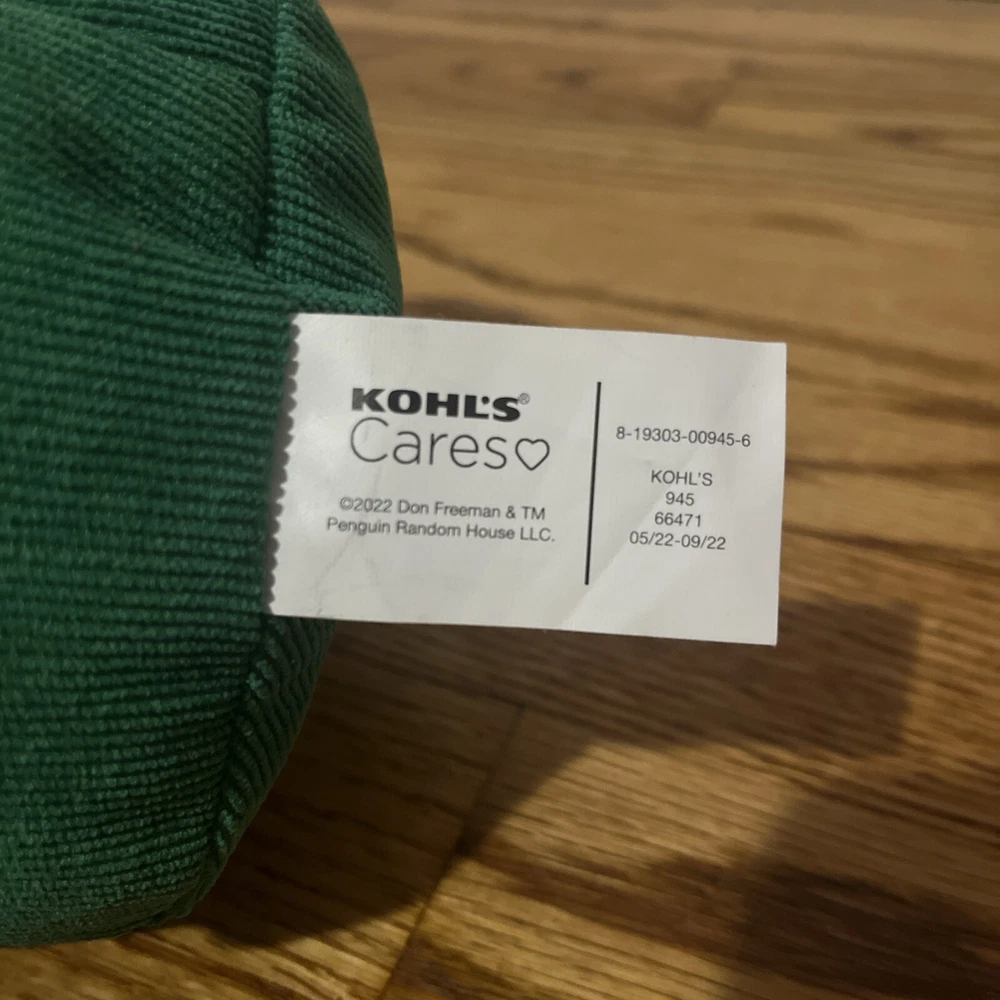 KOHL'S®
Cares♡
©2022 Don Freeman & TM
Penguin Random House LLC.
8-19303-00945-6
KOHL'S
945
66471
05/22-09/22